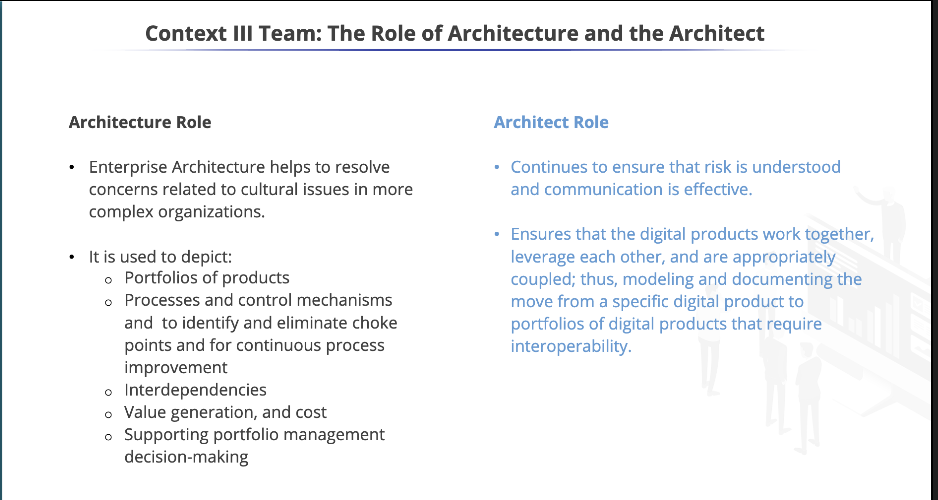 Context III Team: The Role of Architecture and the Architect
Architecture Role
• Enterprise Architecture helps to resolve
concerns related to cultural issues in more
complex organizations.
• It is used to depict:
o Portfolios of products
o Processes and control mechanisms
and to identify and eliminate choke
points and for continuous process
improvement
o Interdependencies
o Value generation, and cost
o Supporting portfolio management
decision-making
Architect Role
• Continues to ensure that risk is understood
and communication is effective.
• Ensures that the digital products work together,
leverage each other, and are appropriately
coupled; thus, modeling and documenting the
move from a specific digital product to
portfolios of digital products that require
interoperability.